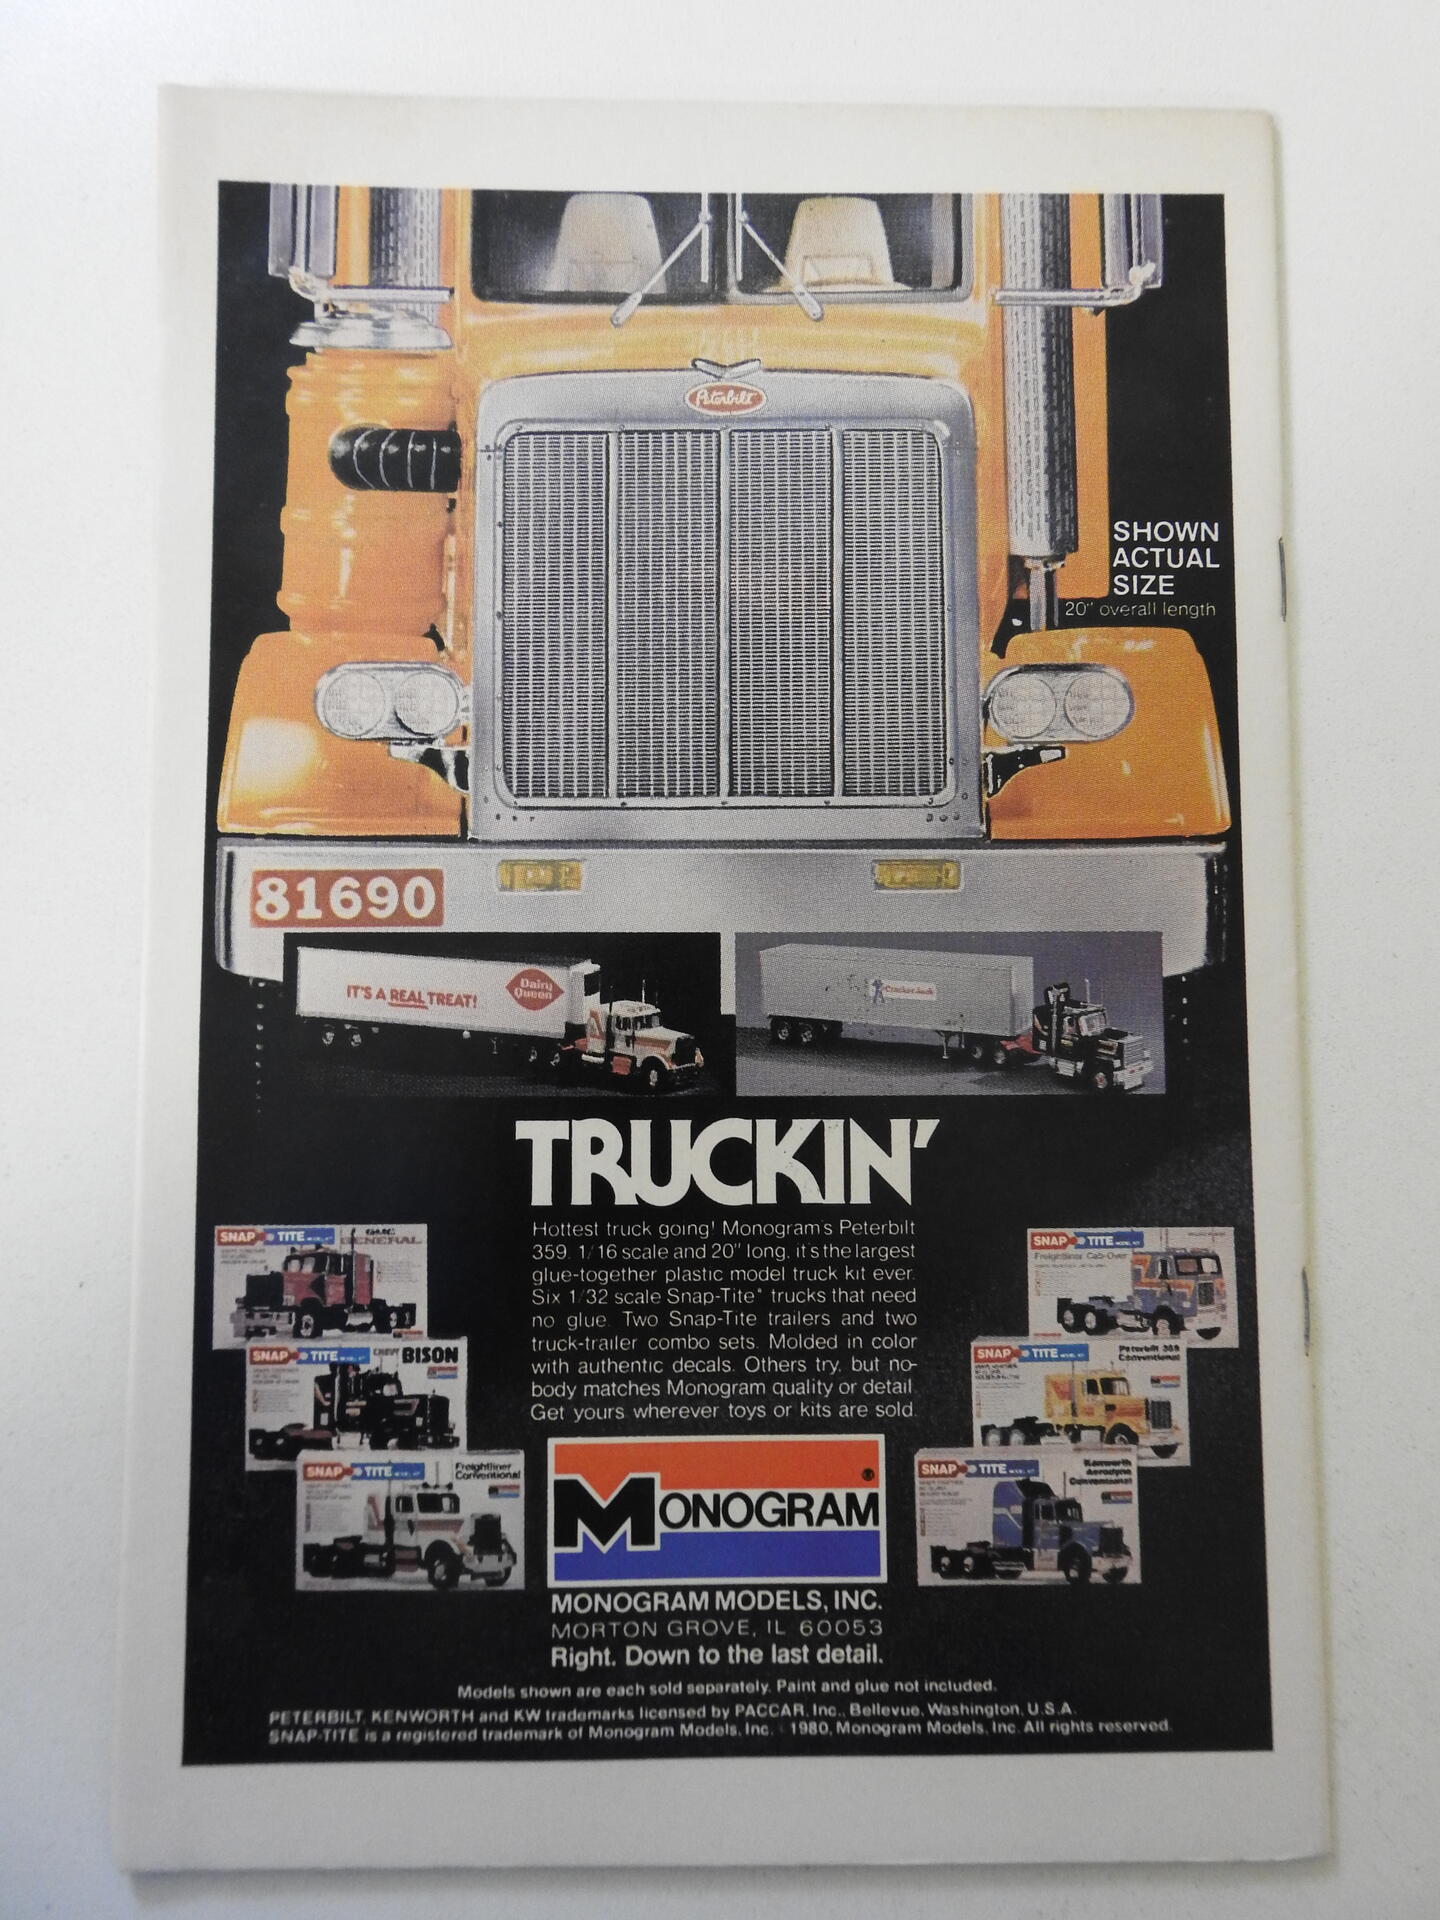 Peterbilt
SHOWN
ACTUAL
SIZE
20" overall length
81690
IT'S A REAL TREAT!
Dairy
Queen
Cracker Jack
TRUCKIN'
Hottest truck going! Monogram's Peterbilt
359. 1/16 scale and 20" long, it's the largest
glue-together plastic model truck kit ever.
Six 1/32 scale Snap-Tite® trucks that need
no glue. Two Snap-Tite trailers and two
truck-trailer combo sets. Molded in color
with authentic decals. Others try, but no-
body matches Monogram quality or detail.
Get yours wherever toys or kits are sold.
SNAP TITE
GENERAL
SNAP TITE
CHEVY BISON
SNAP TITE
Freightliner
Conventional
SNAP TITE
Freightliner Cab-Over
SNAP TITE
Peterbilt 359
Conventional
SNAP TITE
Kenworth
Aerodyne
Conventional
MONOGRAM ®
MONOGRAM MODELS, INC.
MORTON GROVE, IL 60053
Right. Down to the last detail.
Models shown are each sold separately. Paint and glue not included.
PETERBILT, KENWORTH and KW trademarks licensed by PACCAR, Inc., Bellevue, Washington, U.S.A.
SNAP-TITE is a registered trademark of Monogram Models, Inc. 1980, Monogram Models, Inc. All rights reserved.